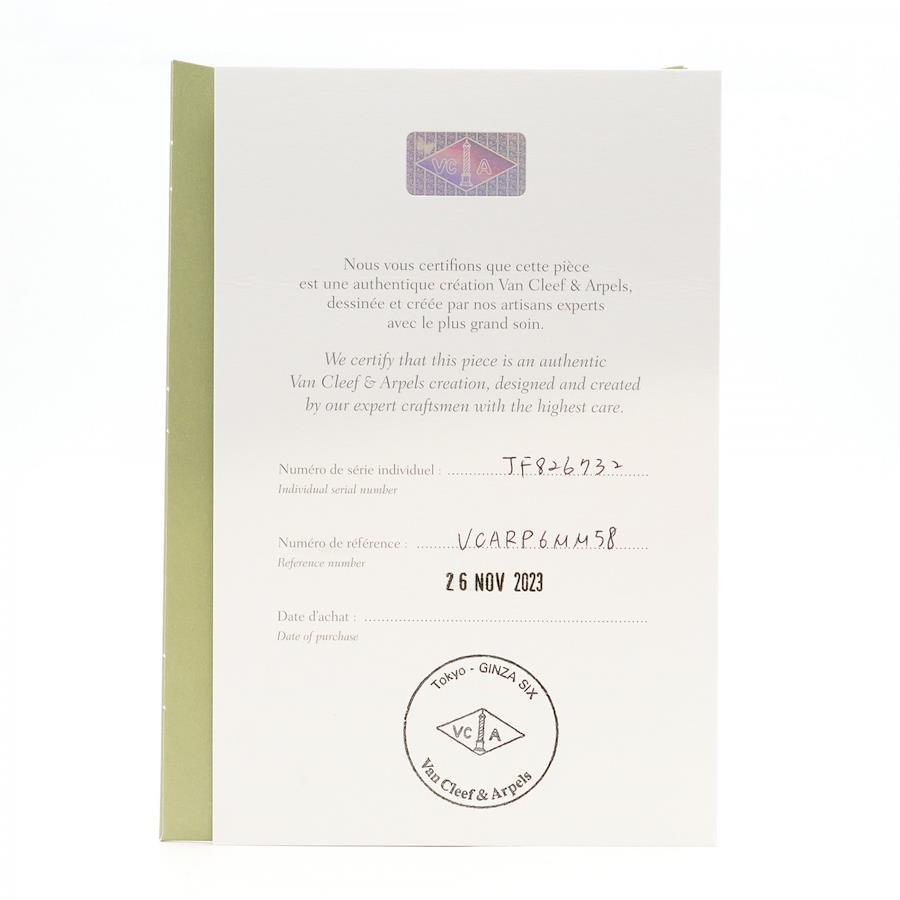 VC A
Nous vous certifions que cette pièce
est une authentique création Van Cleef & Arpels,
dessinée et créée par nos artisans experts
avec le plus grand soin.
We certify that this piece is an authentic
Van Cleef & Arpels creation, designed and created
by our expert craftsmen with the highest care.
Numéro de série individuel : JF826732
Individual serial number
Numéro de référence : VCARP6MM58
Reference number
26 NOV 2023
Date d'achat :
Date of purchase
Tokyo - GINZA SIX
VC A
Van Cleef & Arpels